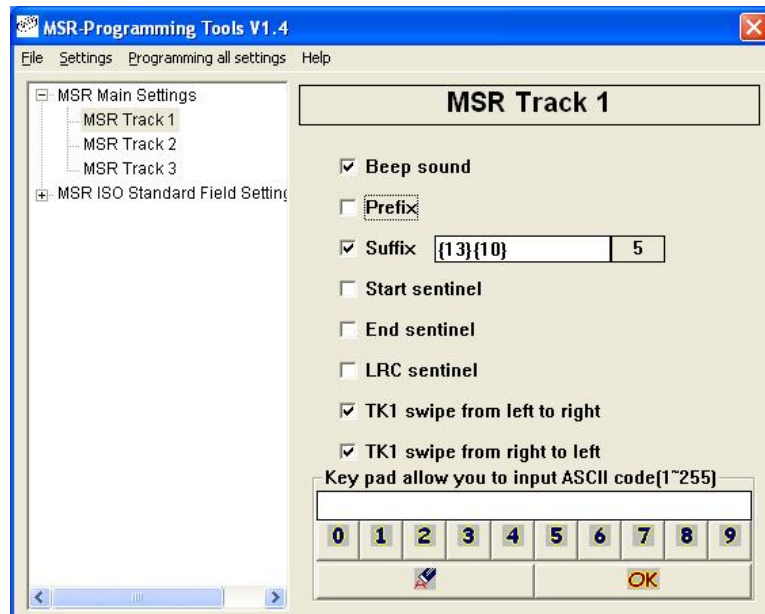 MSR-Programming Tools V1.4
File Settings Programming all settings Help
MSR Main Settings
MSR Track 1
MSR Track 2
MSR Track 3
MSR ISO Standard Field Setting
MSR Track 1
Beep sound
Prefix
Suffix {13}{10} 5
Start sentinel
End sentinel
LRC sentinel
TK1 swipe from left to right
TK1 swipe from right to left
Key pad allow you to input ASCII code(1~255)
0 1 2 3 4 5 6 7 8 9
OK